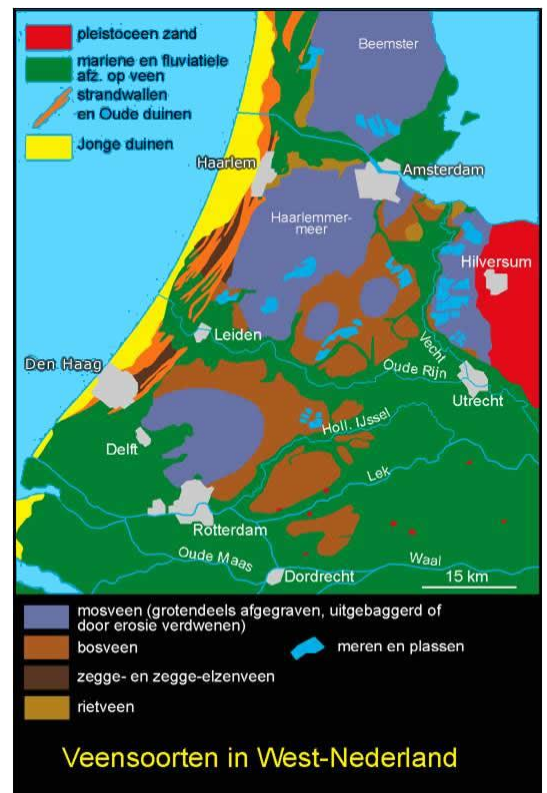 pleistoceen zand
mariene en fluviatiele
afz. op veen
strandwallen
en Oude duinen
Jonge duinen
Beemster
Haarlem
Amsterdam
Haarlemmer-
meer
Hilversum
Leiden
Vecht
Den Haag
Oude Rijn
Utrecht
Holl. IJssel
Delft
Lek
Rotterdam
Oude Maas
Waal
Dordrecht
15 km
mosveen (grotendeels afgegraven, uitgebaggerd of
door erosie verdwenen)
bosveen
meren en plassen
zegge- en zegge-elzenveen
rietveen
Veensoorten in West-Nederland